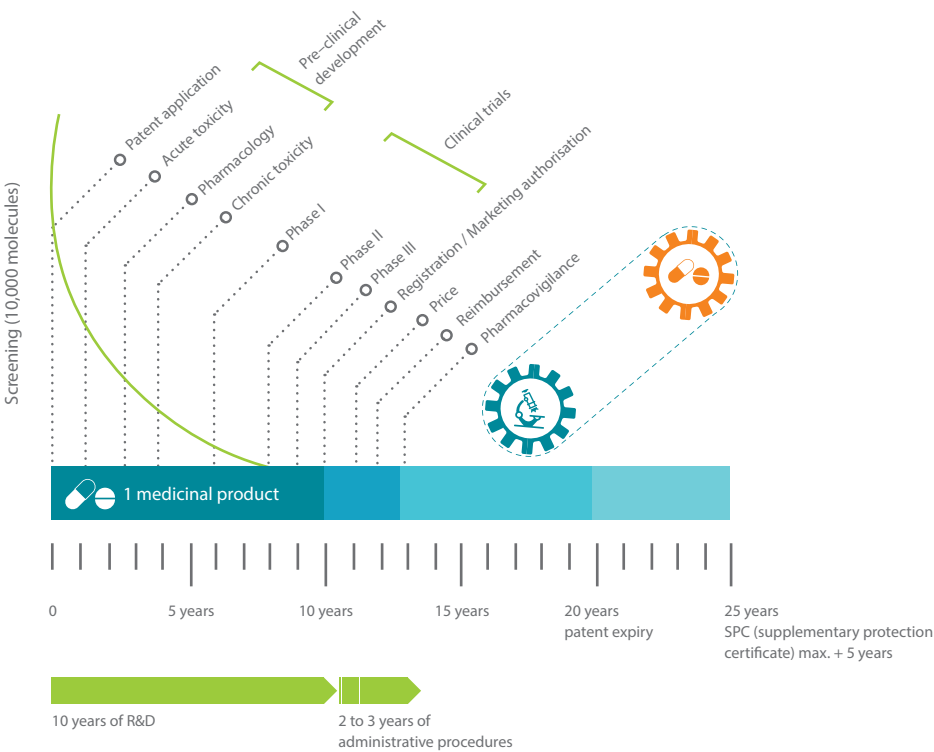 Screening (10,000 molecules)
Patent application
Acute toxicity
Pharmacology
Chronic toxicity
Pre–clinical
development
Phase I
Phase II
Phase III
Clinical trials
Registration / Marketing authorisation
Price
Reimbursement
Pharmacovigilance
1 medicinal product
0
5 years
10 years
15 years
20 years
patent expiry
25 years
SPC (supplementary protection
certificate) max. + 5 years
10 years of R&D
2 to 3 years of
administrative procedures